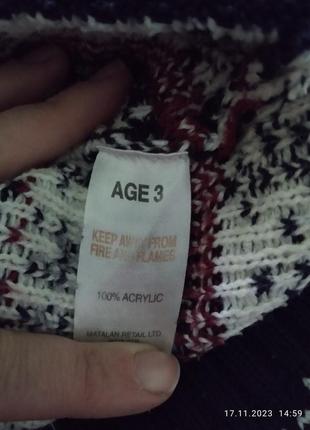 AGE 3
KEEP AWAY FROM
FIRE AND FLAMES
100% ACRYLIC
MATALAN RETAIL LTD.
17.11.2023 14:59